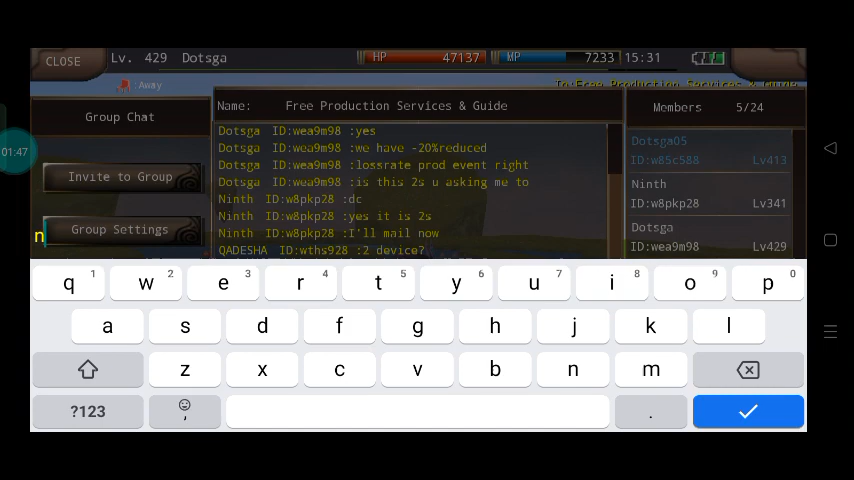 CLOSE
Lv. 429 Dotsga
HP 47137
MP 7233
15:31
:Away
To:Free Production Services & Guide
Group Chat
Name: Free Production Services & Guide
Members 5/24
Dotsga ID:wea9m98 :yes
Dotsga ID:wea9m98 :we have -20%reduced
Dotsga ID:wea9m98 :lossrate prod event right
Dotsga ID:wea9m98 :is this 2s u asking me to
Ninth ID:w8pkp28 :dc
Ninth ID:w8pkp28 :yes it is 2s
Ninth ID:w8pkp28 :I'll mail now
QADESHA ID:wths928 :2 device?
Dotsga05
ID:w85c588 Lv413
Ninth
ID:w8pkp28 Lv341
Dotsga
ID:wea9m98 Lv429
01:47
Invite to Group
Group Settings
n
q 1 w 2 e 3 r 4 t 5 y 6 u 7 i 8 o 9 p 0
a s d f g h j k l
z x c v b n m
?123 , .